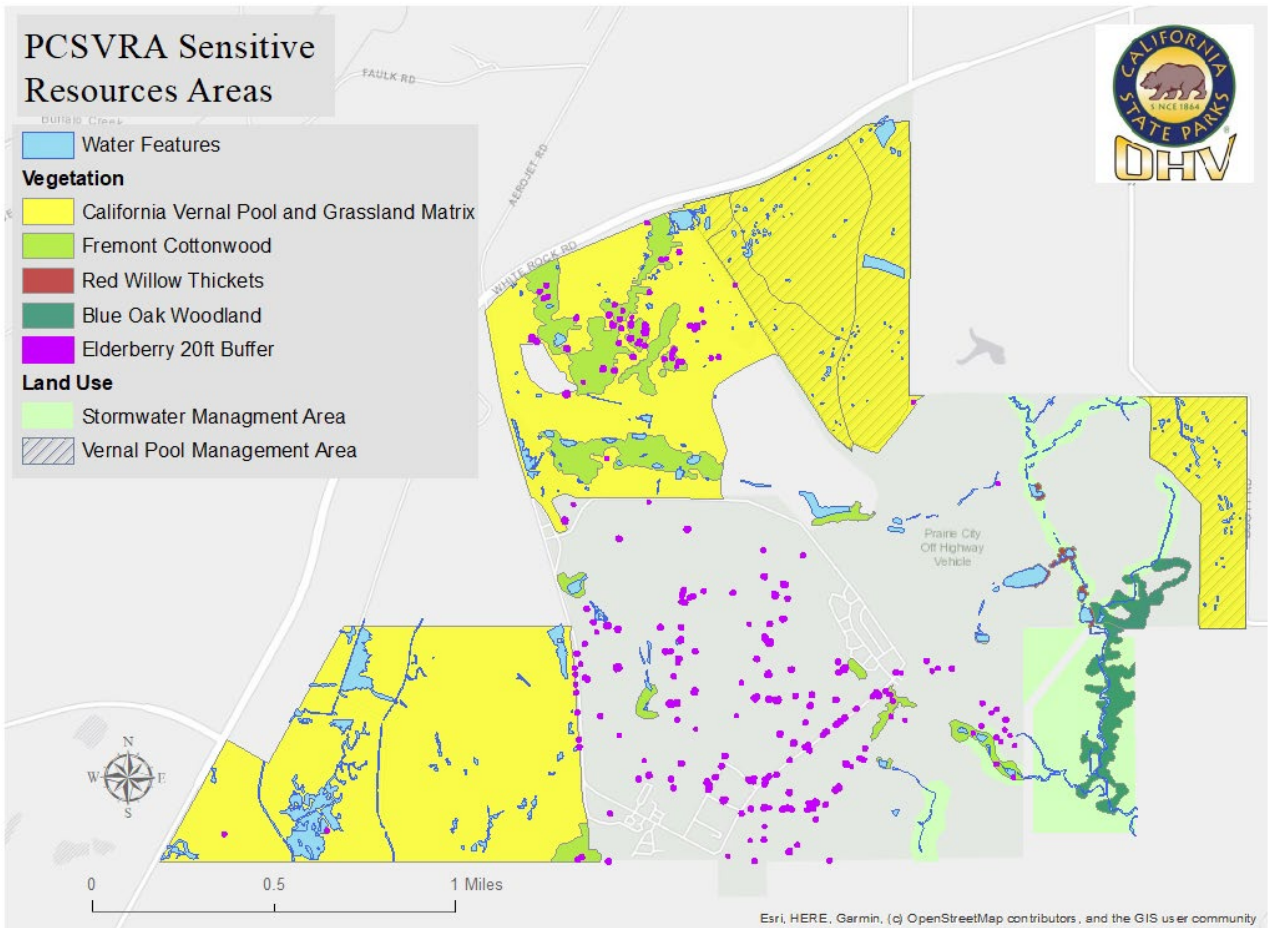 PCSVRA Sensitive
Resources Areas
Buffalo Creek
Water Features
Vegetation
California Vernal Pool and Grassland Matrix
Fremont Cottonwood
Red Willow Thickets
Blue Oak Woodland
Elderberry 20ft Buffer
Land Use
Stormwater Managment Area
Vernal Pool Management Area
FAULK RD
AEROJET RD
WHITE ROCK RD
CALIFORNIA
SINCE 1864
STATE PARKS
OHV
®
Prairie City
Off Highway
Vehicle
N
W
E
S
0
0.5
1 Miles
Esri, HERE, Garmin, (c) OpenStreetMap contributors, and the GIS user community